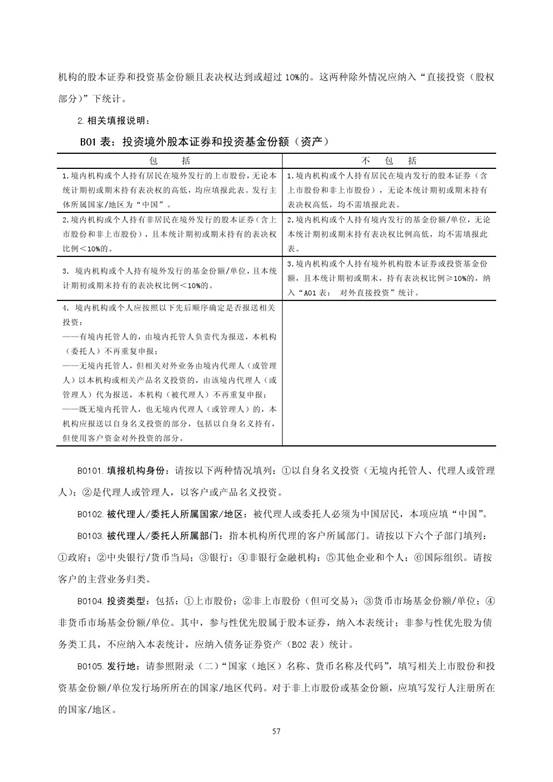 机构的股本证券和投资基金份额且表决权达到或超过 10%的。这两种除外情况应纳入“直接投资（股权
部分）”下统计。
2.相关填报说明：
B01 表：投资境外股本证券和投资基金份额（资产）
包 括
不 包 括
1.境内机构或个人持有居民在境外发行的上市股份，无论本
统计期初或期末持有表决权的高低，均应填报此表。发行主
体所属国家/地区为“中国”。
1.境内机构或个人持有居民在境内发行的股本证券（含
上市股份和非上市股份），无论本统计期初或期末持有
表决权高低，均不需填报此表。
2.境内机构或个人持有非居民在境外发行的股本证券（含上
市股份和非上市股份），且本统计期初或期末持有的表决权
比例＜10%的。
2.境内机构或个人持有境内发行的基金份额/单位，无论
本统计期初或期末持有表决权比例高低，均不需填报此
表。
3. 境内机构或个人持有境外发行的基金份额/单位，且本统
计期初或期末持有的表决权比例＜10%的。
3.境内机构或个人持有境外机构股本证券或投资基金份
额，且本统计期初或期末，持有表决权比例≥10%的，纳
入“A01 表： 对外直接投资”统计。
4. 境内机构或个人应按照以下先后顺序确定是否报送相关
投资：
——有境内托管人的，由境内托管人负责代为报送，本机构
（委托人）不再重复申报；
——无境内托管人，但相关对外业务由境内代理人（或管理
人）以本机构或相关产品名义投资的，由该境内代理人（或
管理人）代为报送，本机构（被代理人）不再重复申报；
——既无境内托管人，也无境内代理人（或管理人）的，本
机构应报送以自身名义投资的部分，包括以自身名义持有，
但使用客户资金对外投资的部分。
B0101.填报机构身份：请按以下两种情况填列：①以自身名义投资（无境内托管人、代理人或管理
人）；②是代理人或管理人，以客户或产品名义投资。
B0102.被代理人/委托人所属国家/地区：被代理人或委托人必须为中国居民，本项应填“中国”。
B0103.被代理人/委托人所属部门：指本机构所代理的客户所属部门。请按以下六个子部门填列：
①政府；②中央银行/货币当局；③银行；④非银行金融机构；⑤其他企业和个人；⑥国际组织。请按
客户的主营业务归类。
B0104.投资类型：包括：①上市股份；②非上市股份（但可交易）；③货币市场基金份额/单位；④
非货币市场基金份额/单位。其中，参与性优先股属于股本证券，纳入本表统计；非参与性优先股为债
务类工具，不应纳入本表统计，应纳入债务证券资产（B02 表）统计。
B0105.发行地：请参照附录（二）“国家（地区）名称、货币名称及代码”，填写相关上市股份和投
资基金份额/单位发行场所所在的国家/地区代码。对于非上市股份或基金份额，应填写发行人注册所在
的国家/地区。
57